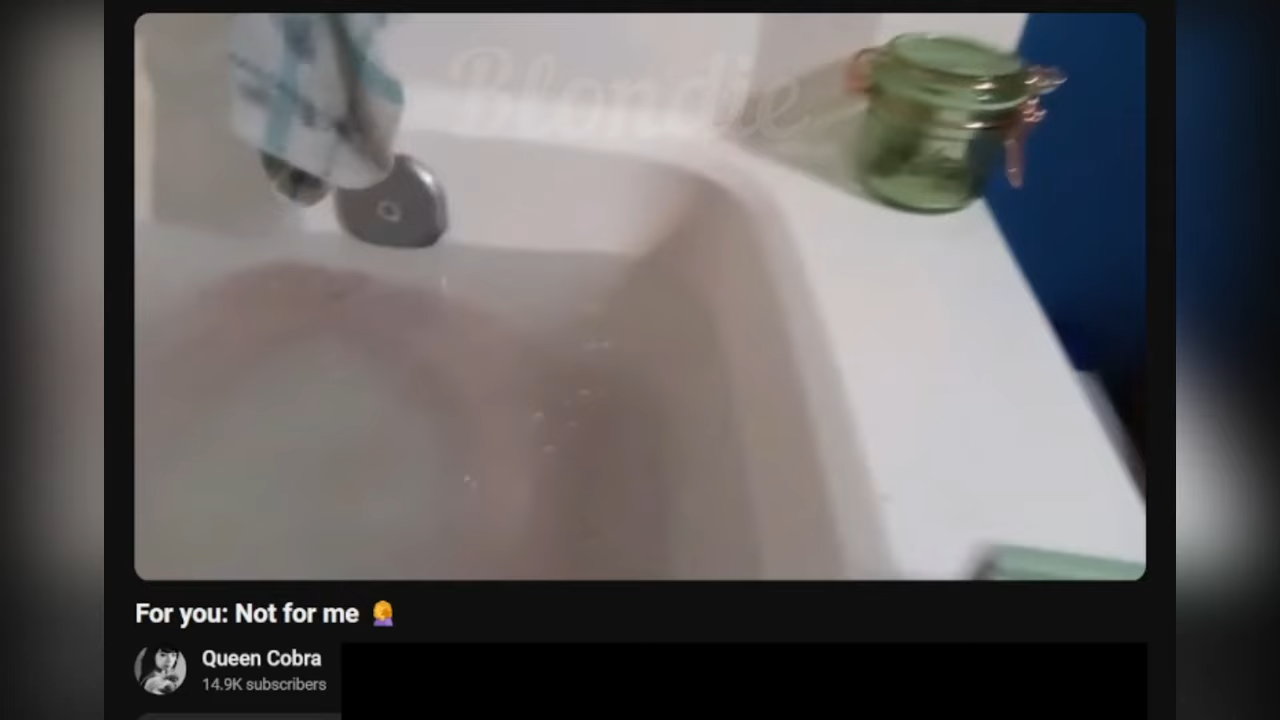 Blondie
For you: Not for me 🤦‍♀️
Queen Cobra
14.9K subscribers